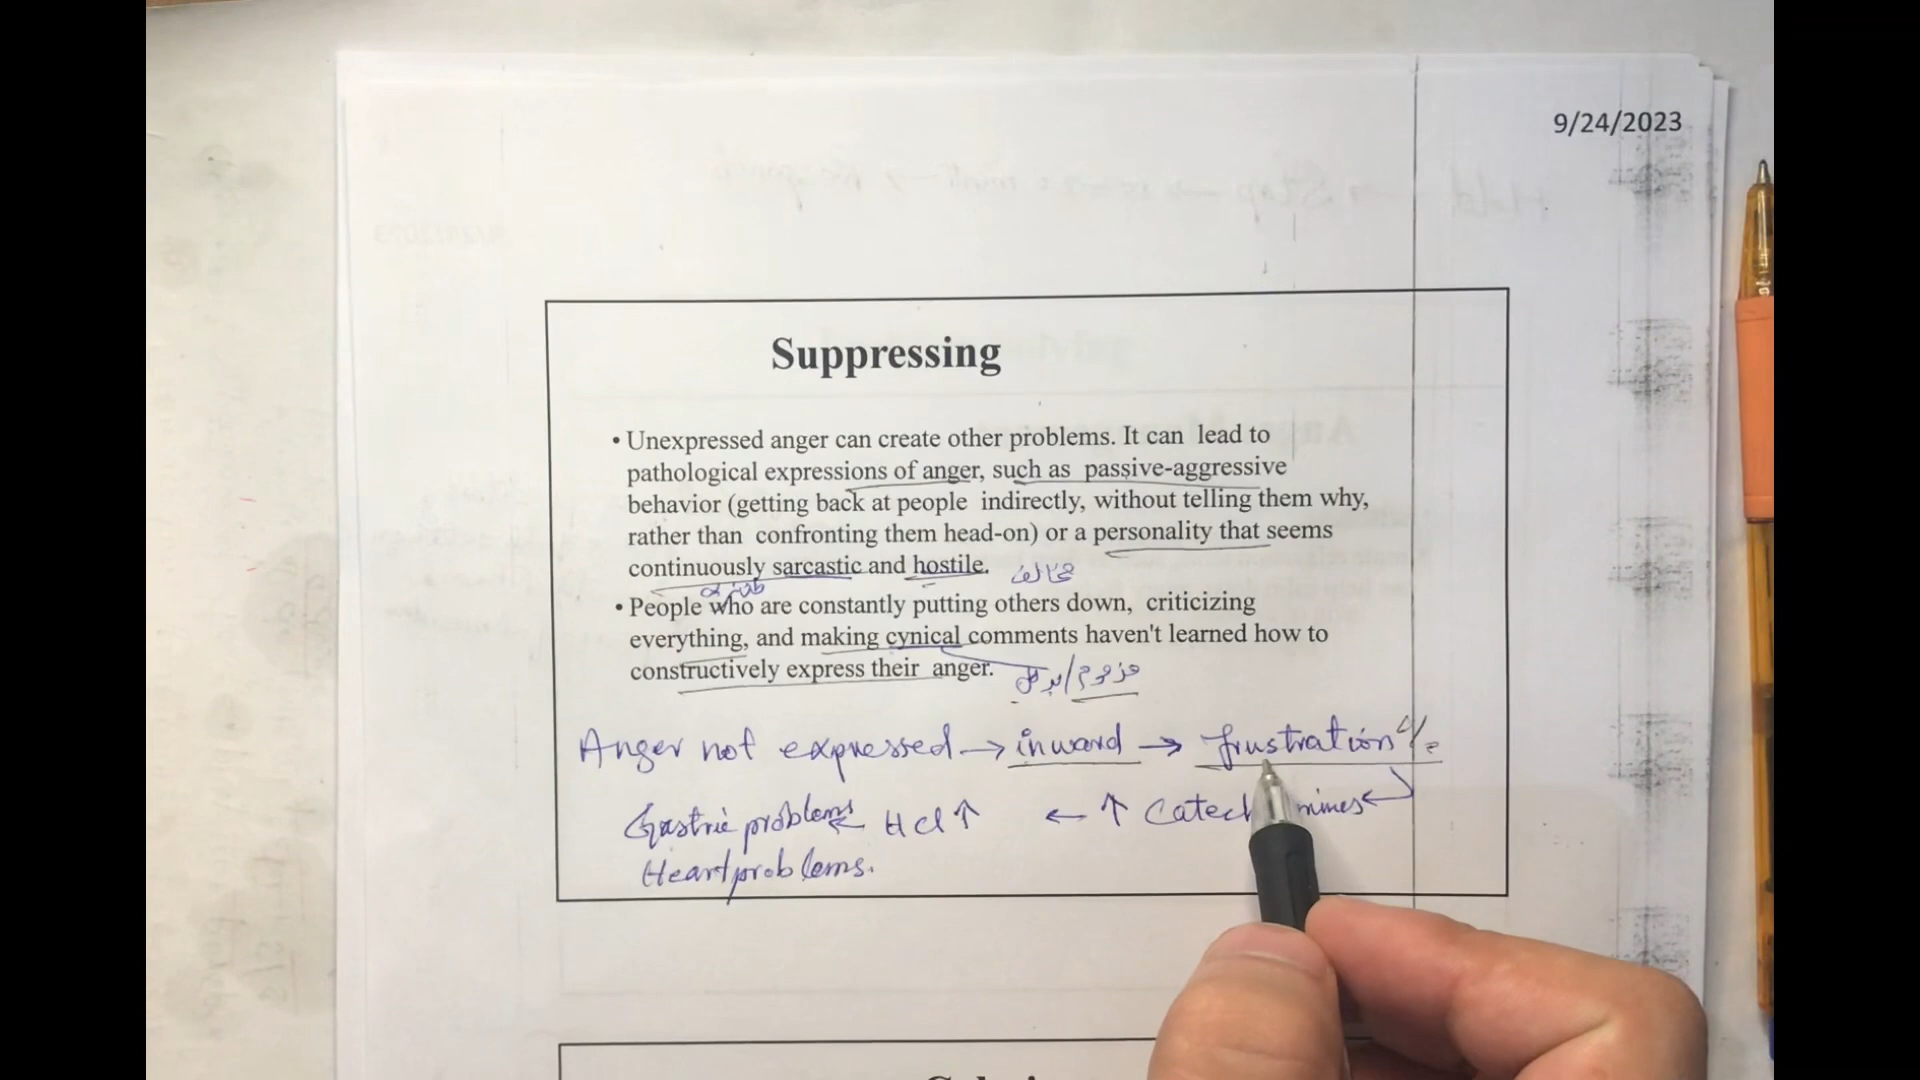 9/24/2023
Suppressing
• Unexpressed anger can create other problems. It can lead to
pathological expressions of anger, such as passive-aggressive
behavior (getting back at people indirectly, without telling them why,
rather than confronting them head-on) or a personality that seems
continuously sarcastic and hostile.
• People who are constantly putting others down, criticizing
everything, and making cynical comments haven't learned how to
constructively express their anger.
Anger not expressed → inward → frustration
Gastric problems ← HCl ↑ ← ↑
Heart problems.